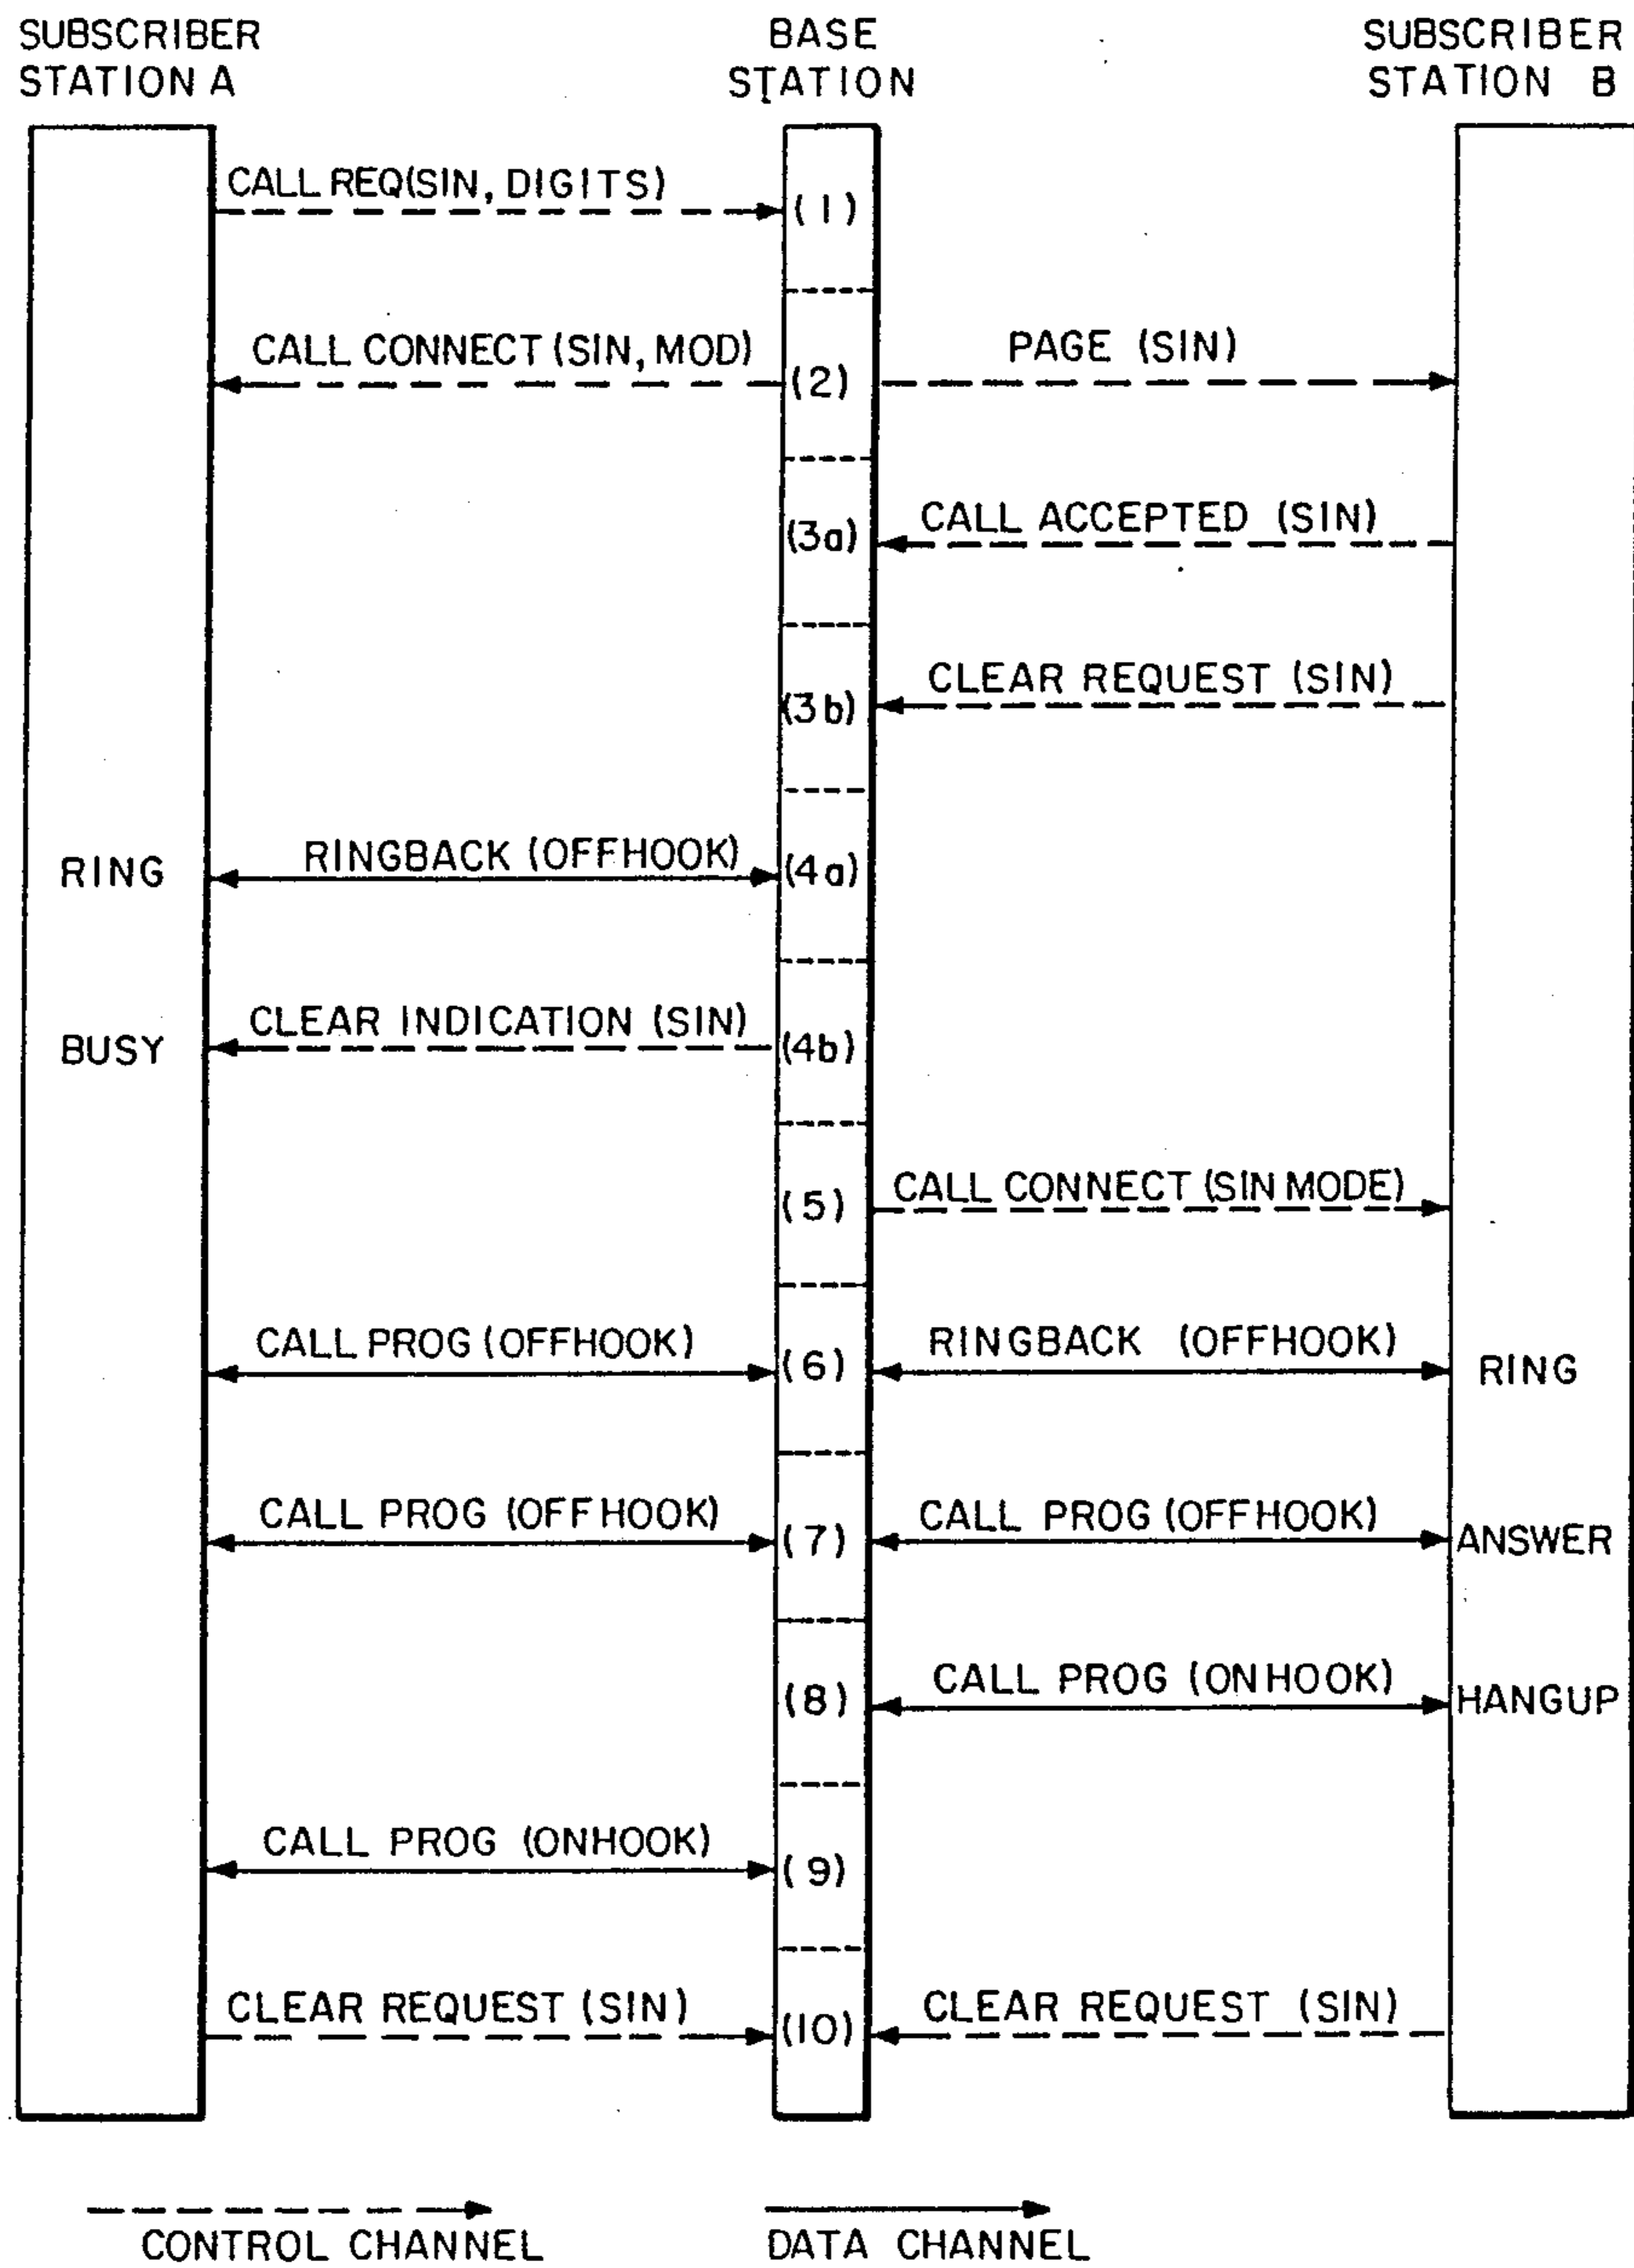 SUBSCRIBER
STATION A
BASE
STATION
SUBSCRIBER
STATION B
CALL REQ(SIN, DIGITS)
(1)
CALL CONNECT (SIN, MOD)
(2)
PAGE (SIN)
(3a)
CALL ACCEPTED (SIN)
(3b)
CLEAR REQUEST (SIN)
RING
RINGBACK (OFFHOOK)
(4a)
BUSY
CLEAR INDICATION (SIN)
(4b)
(5)
CALL CONNECT (SIN MODE)
CALL PROG (OFFHOOK)
(6)
RINGBACK (OFFHOOK)
RING
CALL PROG (OFFHOOK)
(7)
CALL PROG (OFFHOOK)
ANSWER
(8)
CALL PROG (ONHOOK)
HANGUP
CALL PROG (ONHOOK)
(9)
CLEAR REQUEST (SIN)
(10)
CLEAR REQUEST (SIN)
CONTROL CHANNEL
DATA CHANNEL